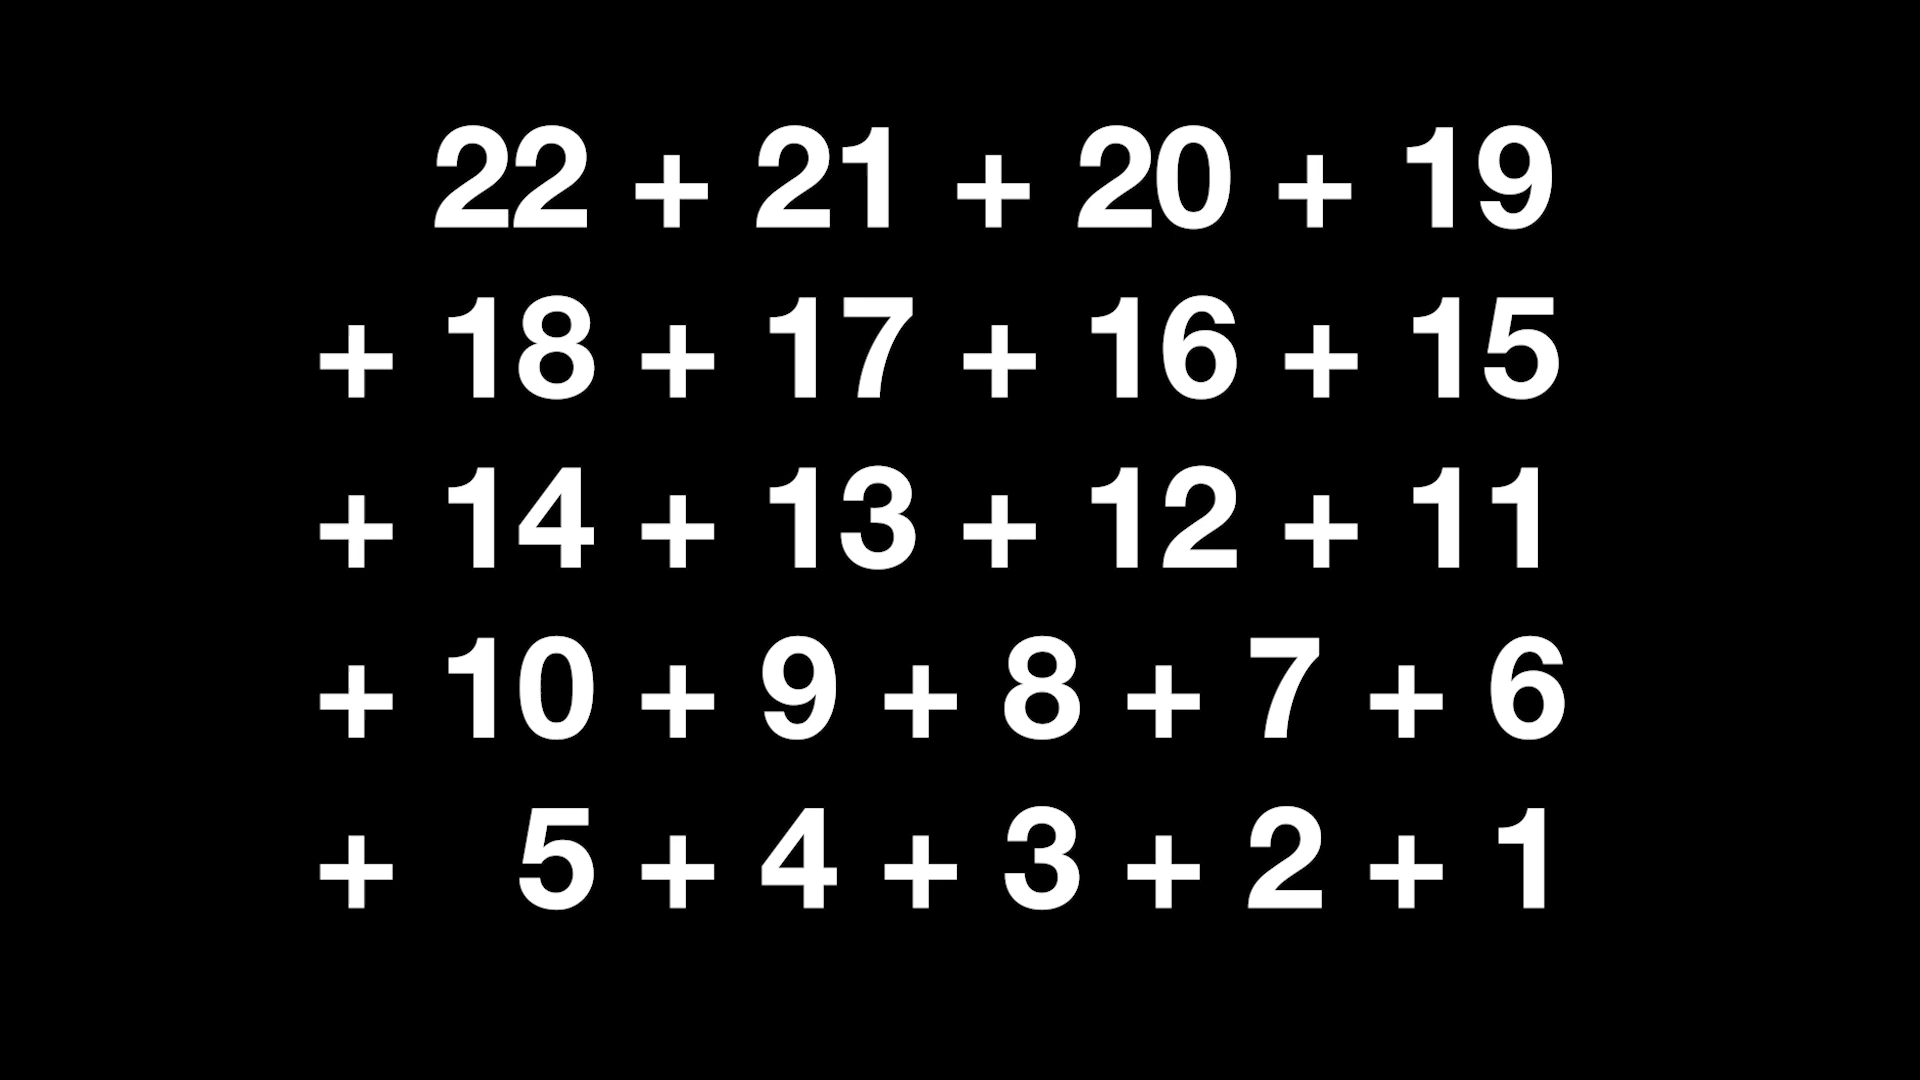 22 + 21 + 20 + 19
+ 18 + 17 + 16 + 15
+ 14 + 13 + 12 + 11
+ 10 + 9 + 8 + 7 + 6
+ 5 + 4 + 3 + 2 + 1